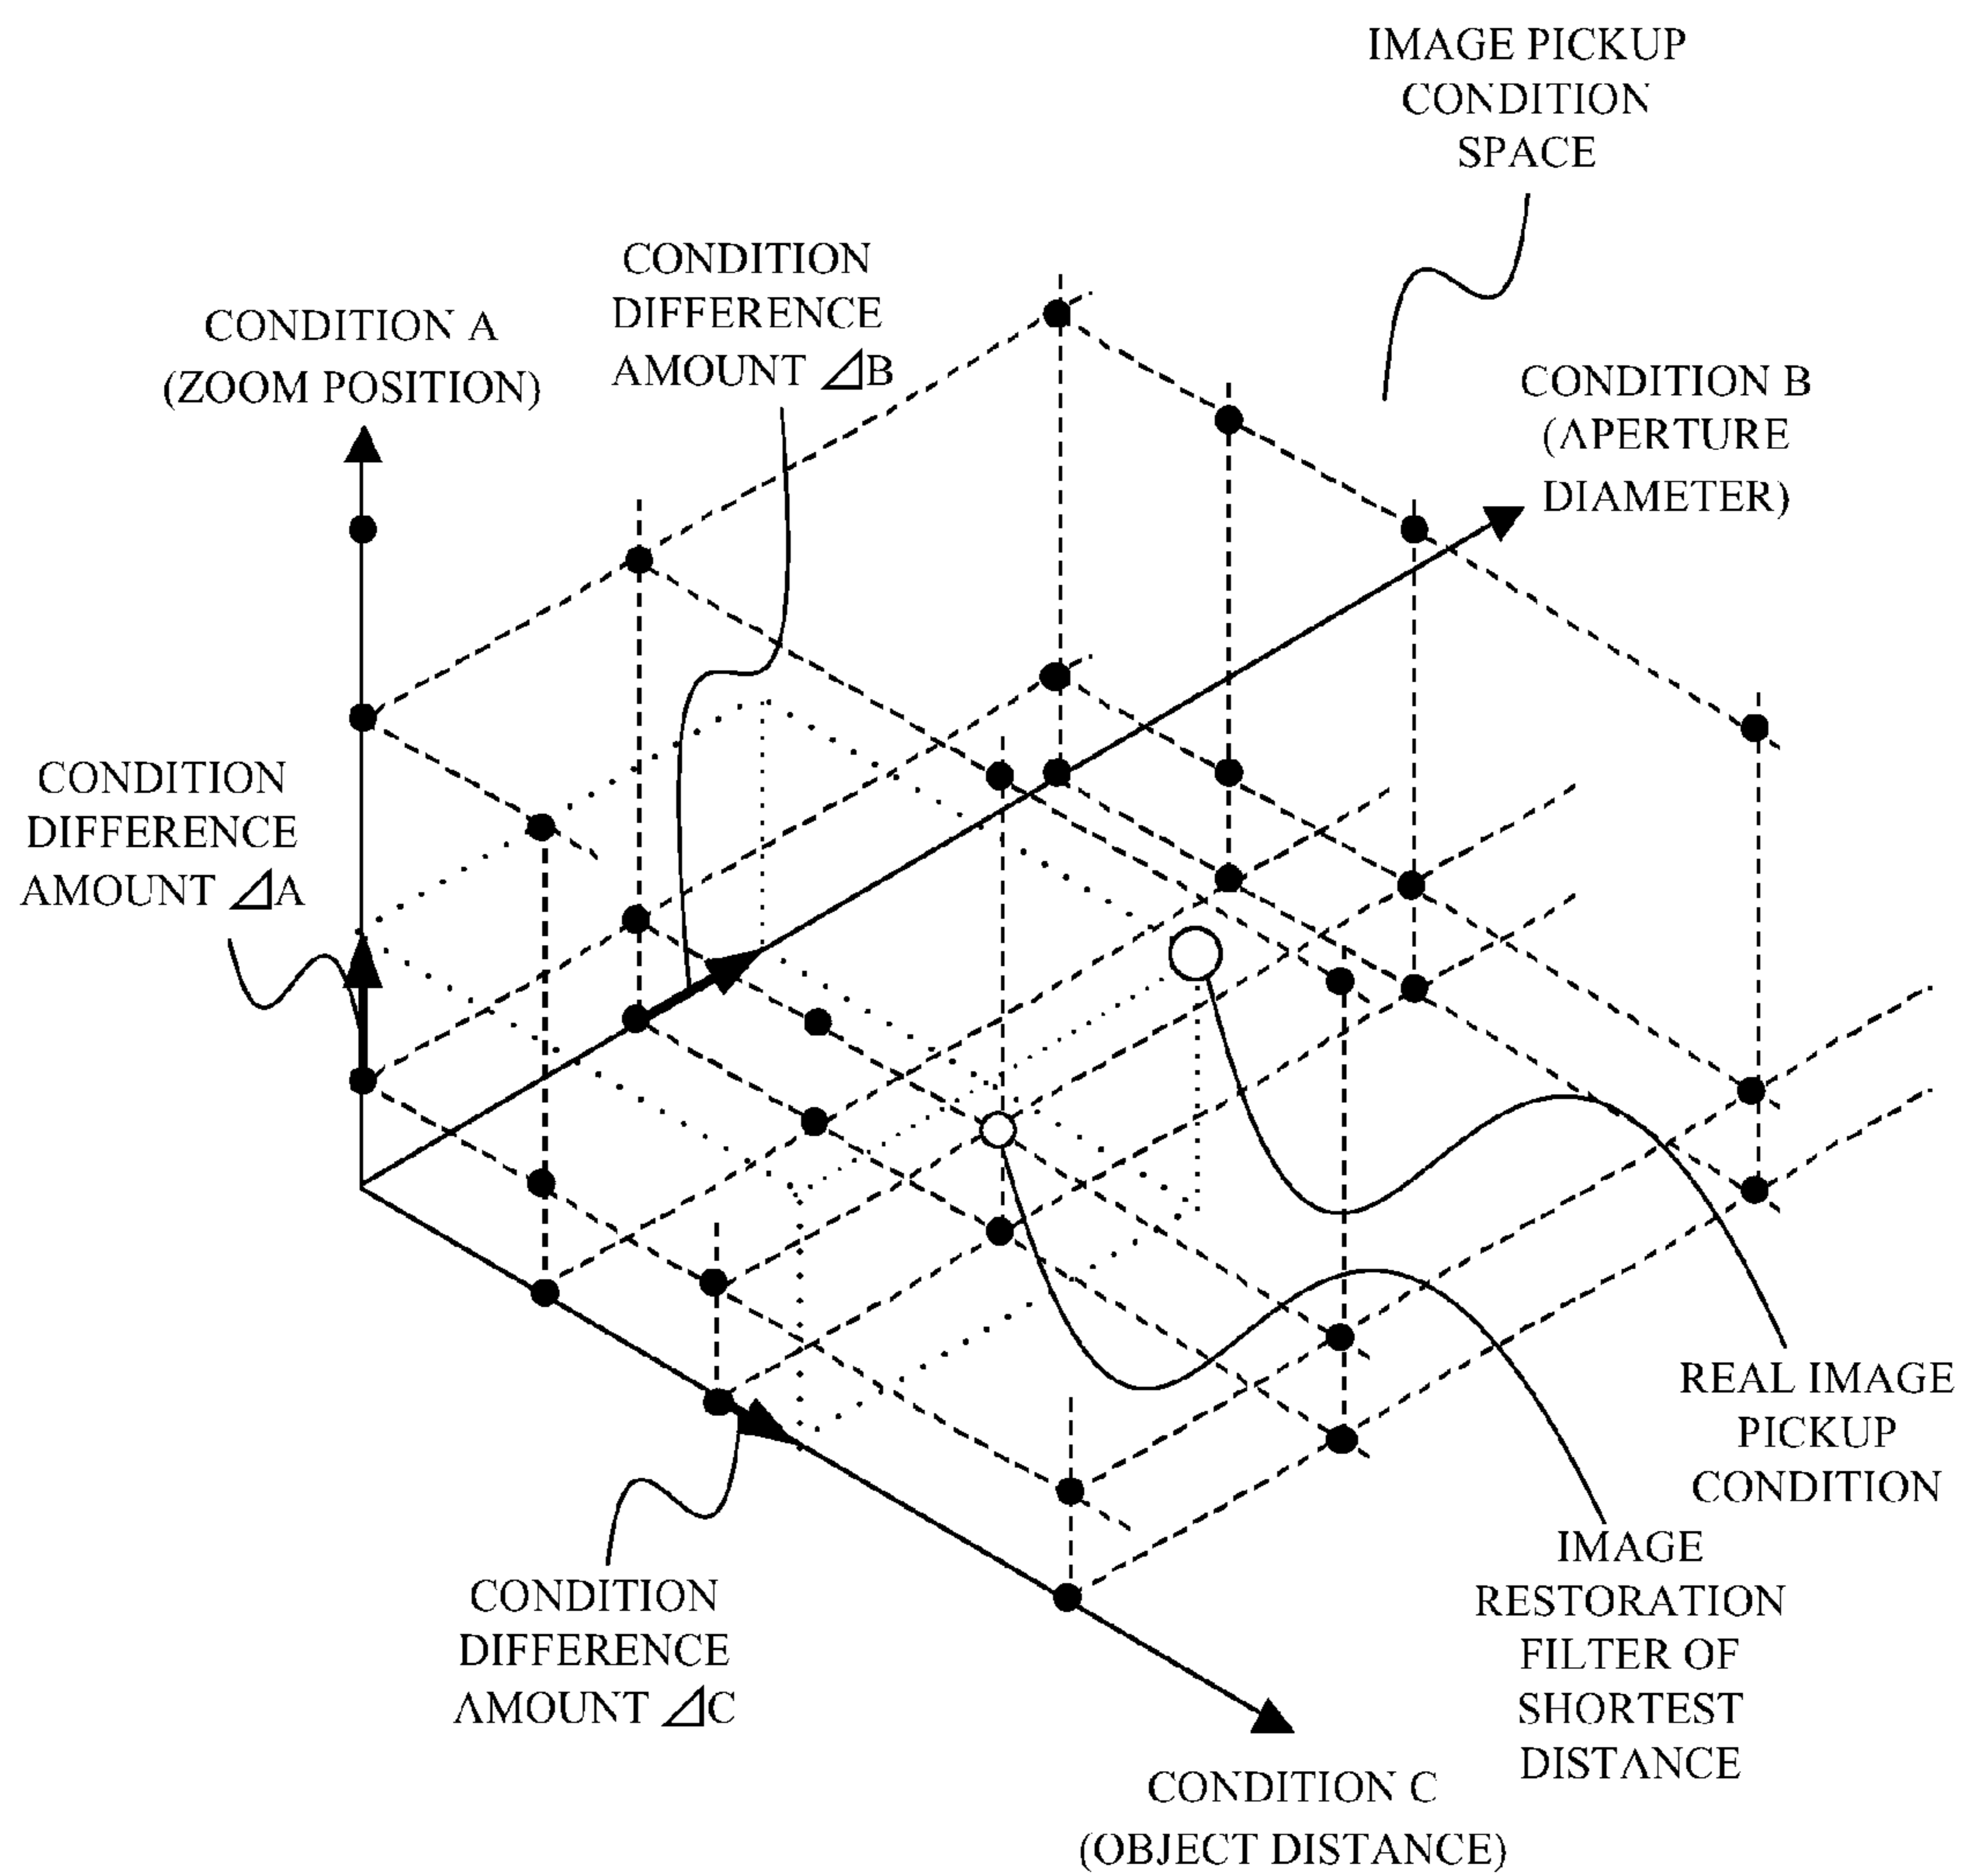 IMAGE PICKUP
CONDITION
SPACE
CONDITION
DIFFERENCE
AMOUNT ⊿B
CONDITION A
(ZOOM POSITION)
CONDITION B
(APERTURE
DIAMETER)
CONDITION
DIFFERENCE
AMOUNT ⊿A
REAL IMAGE
PICKUP
CONDITION
IMAGE
RESTORATION
FILTER OF
SHORTEST
DISTANCE
CONDITION
DIFFERENCE
AMOUNT ⊿C
CONDITION C
(OBJECT DISTANCE)